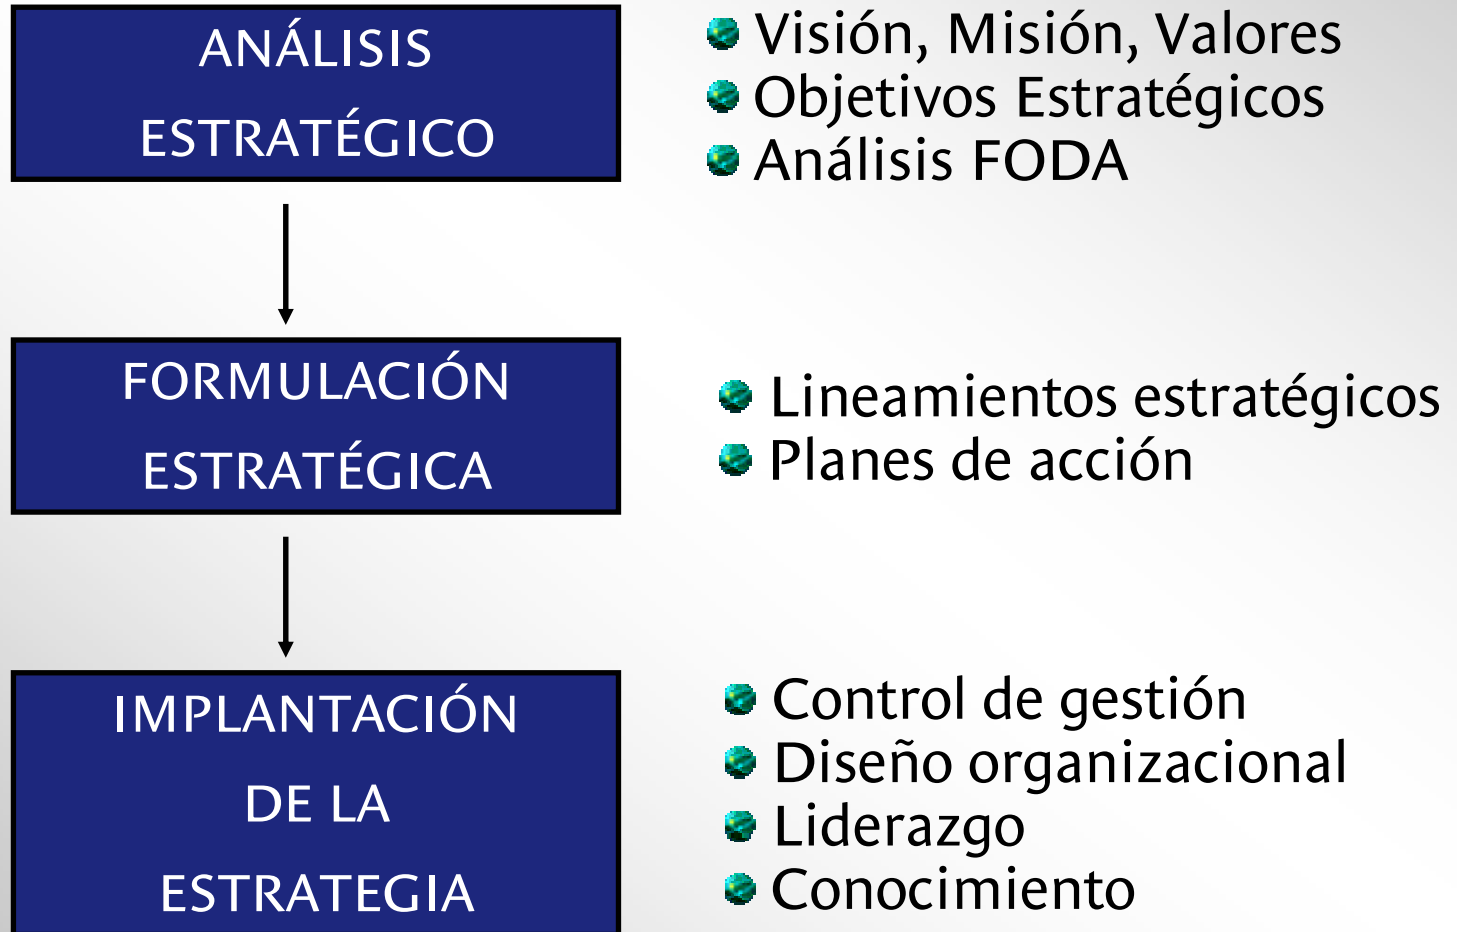 ANÁLISIS
ESTRATÉGICO
Visión, Misión, Valores
Objetivos Estratégicos
Análisis FODA
FORMULACIÓN
ESTRATÉGICA
Lineamientos estratégicos
Planes de acción
IMPLANTACIÓN
DE LA
ESTRATEGIA
Control de gestión
Diseño organizacional
Liderazgo
Conocimiento